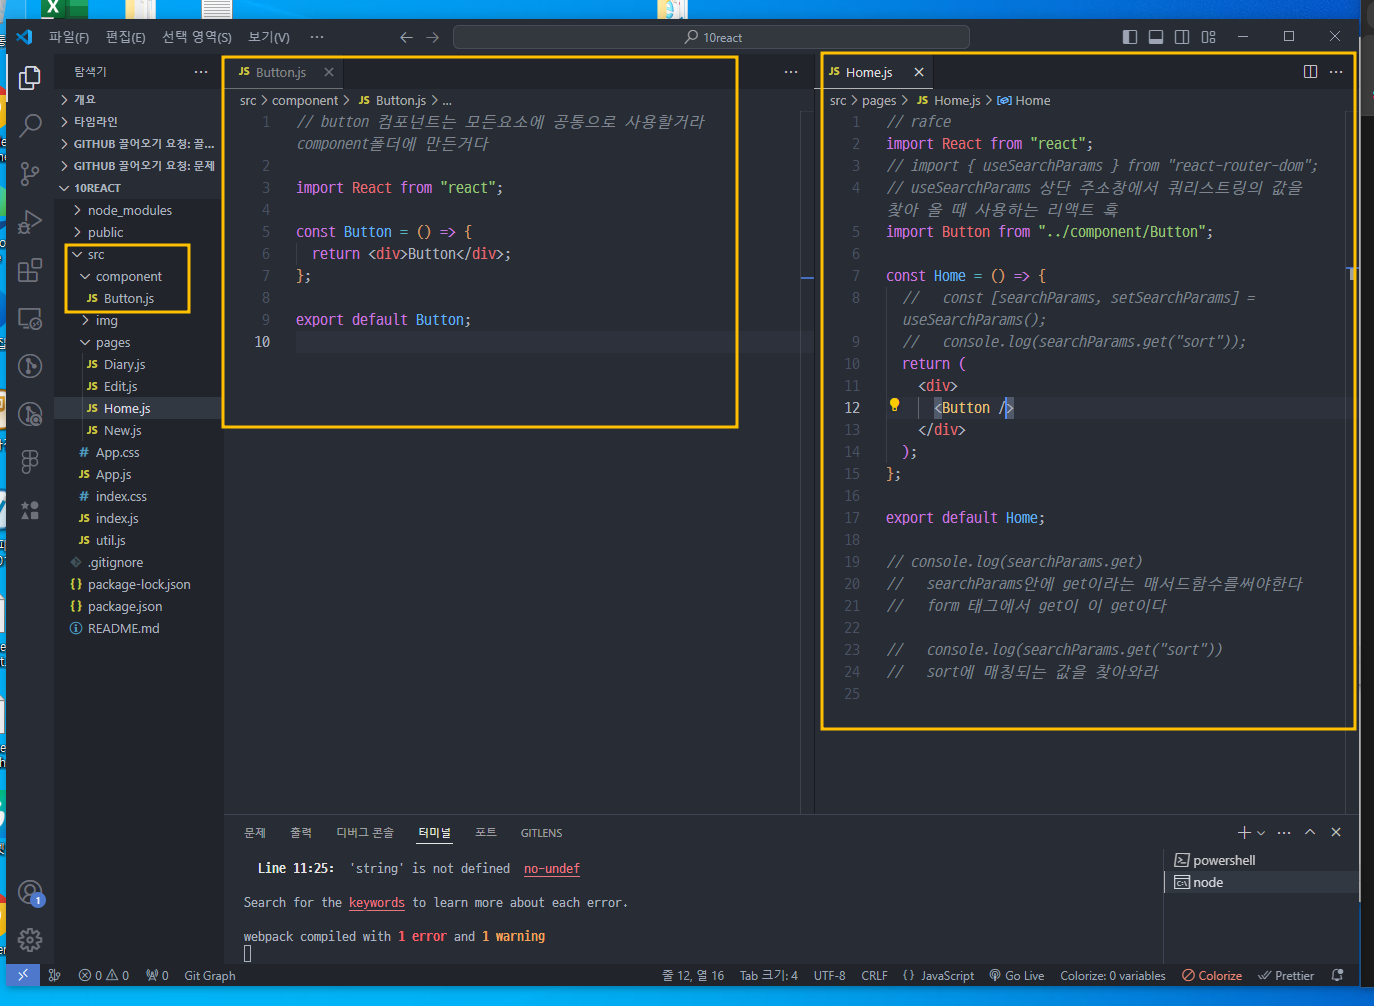 파일(F) 편집(E) 선택 영역(S) 보기(V) ··· 10react
탐색기 ···
개요
타임라인
GITHUB 끌어오기 요청: 끌...
GITHUB 끌어오기 요청: 문제
10REACT
node_modules
public
src
component
JS Button.js
img
pages
JS Diary.js
JS Edit.js
JS Home.js
JS New.js
# App.css
JS App.js
# index.css
JS index.js
JS util.js
.gitignore
{} package-lock.json
{} package.json
README.md
JS Button.js
src > component > JS Button.js > ...
1 // button 컴포넌트는 모든요소에 공통으로 사용할거라
component폴더에 만든거다
2
3 import React from "react";
4
5 const Button = () => {
6 return <div>Button</div>;
7 };
8
9 export default Button;
10
JS Home.js
src > pages > JS Home.js > Home
1 // rafce
2 import React from "react";
3 // import { useSearchParams } from "react-router-dom";
4 // useSearchParams 상단 주소창에서 쿼리스트링의 값을
찾아 올 때 사용하는 리액트 훅
5 import Button from "../component/Button";
6
7 const Home = () => {
8 // const [searchParams, setSearchParams] =
useSearchParams();
9 // console.log(searchParams.get("sort"));
10 return (
11 <div>
12 <Button />
13 </div>
14 );
15 };
16
17 export default Home;
18
19 // console.log(searchParams.get)
20 // searchParams안에 get이라는 매서드함수를써야한다
21 // form 태그에서 get이 이 get이다
22
23 // console.log(searchParams.get("sort"))
24 // sort에 매칭되는 값을 찾아와라
25
문제 출력 디버그 콘솔 터미널 포트 GITLENS
Line 11:25: 'string' is not defined no-undef
Search for the keywords to learn more about each error.
webpack compiled with 1 error and 1 warning
powershell
node
1
0 0 0 Git Graph 줄 12, 열 16 Tab 크기: 4 UTF-8 CRLF {} JavaScript Go Live Colorize: 0 variables Colorize Prettier